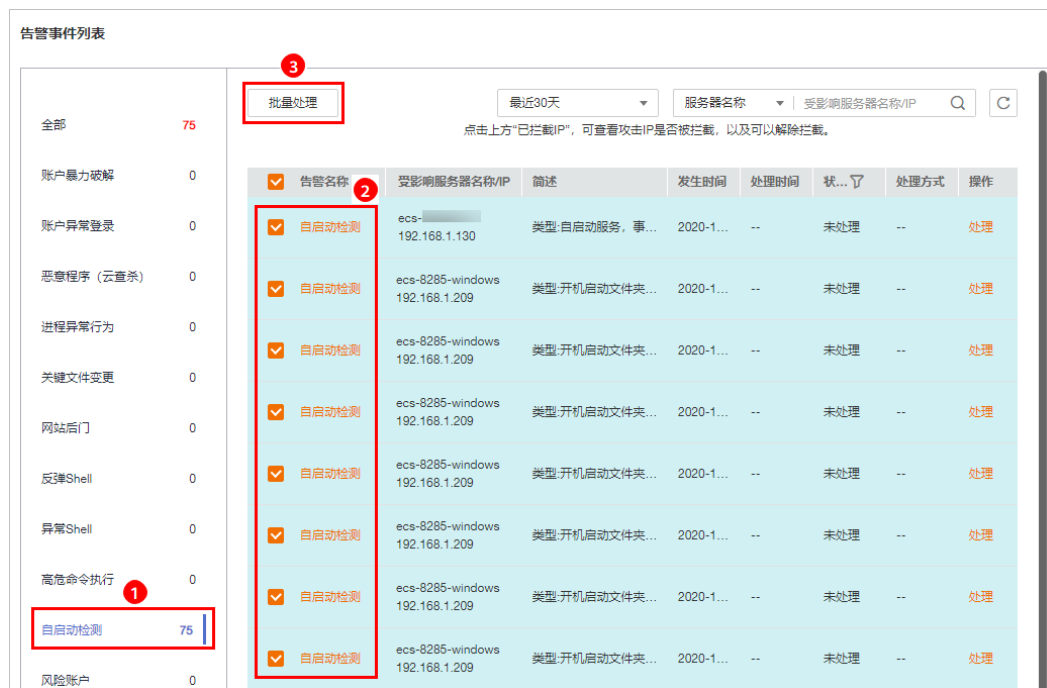 告警事件列表
3
批量处理
最近30天
服务器名称
受影响服务器名称/IP
点击上方“已拦截IP”，可查看攻击IP是否被拦截，以及可以解除拦截。
全部 75
账户暴力破解 0
账户异常登录 0
恶意程序（云查杀） 0
进程异常行为 0
关键文件变更 0
网站后门 0
反弹Shell 0
异常Shell 0
高危命令执行 0
1
自启动检测 75
风险账户 0
告警名称 2 受影响服务器名称/IP 简述 发生时间 处理时间 状... 处理方式 操作
自启动检测 ecs- 类型:自启动服务，事... 2020-1... -- 未处理 -- 处理
192.168.1.130
自启动检测 ecs-8285-windows 类型:开机启动文件夹... 2020-1... -- 未处理 -- 处理
192.168.1.209
自启动检测 ecs-8285-windows 类型:开机启动文件夹... 2020-1... -- 未处理 -- 处理
192.168.1.209
自启动检测 ecs-8285-windows 类型:开机启动文件夹... 2020-1... -- 未处理 -- 处理
192.168.1.209
自启动检测 ecs-8285-windows 类型:开机启动文件夹... 2020-1... -- 未处理 -- 处理
192.168.1.209
自启动检测 ecs-8285-windows 类型:开机启动文件夹... 2020-1... -- 未处理 -- 处理
192.168.1.209
自启动检测 ecs-8285-windows 类型:开机启动文件夹... 2020-1... -- 未处理 -- 处理
192.168.1.209
自启动检测 ecs-8285-windows 类型:开机启动文件夹... 2020-1... -- 未处理 -- 处理
192.168.1.209